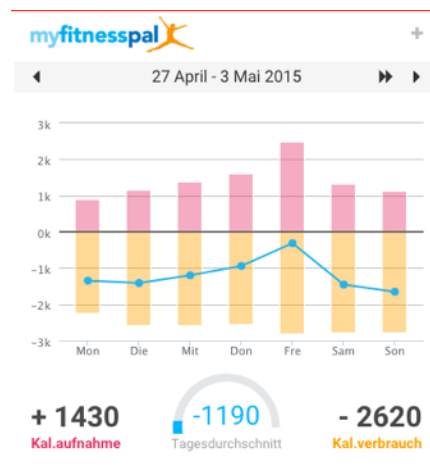 myfitnesspal
27 April - 3 Mai 2015
3k
2k
1k
0k
-1k
-2k
-3k
Mon Die Mit Don Fre Sam Son
+ 1430 -1190 - 2620
Kal.aufnahme Tagesdurchschnitt Kal.verbrauch